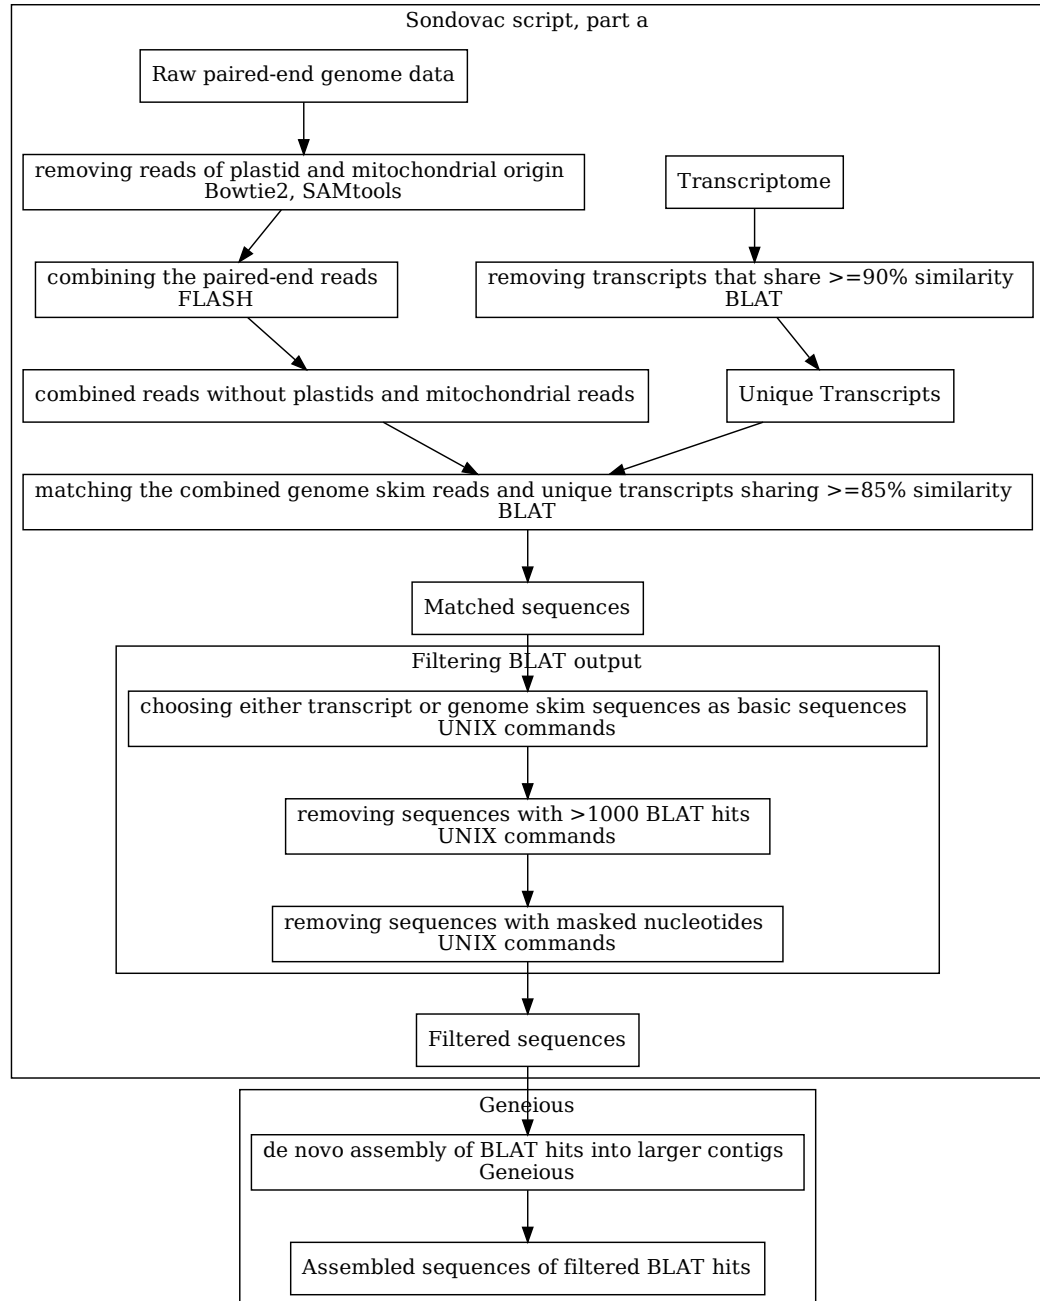 Sondovac script, part a
Raw paired-end genome data
removing reads of plastid and mitochondrial origin
Bowtie2, SAMtools
Transcriptome
combining the paired-end reads
FLASH
removing transcripts that share >=90% similarity
BLAT
combined reads without plastids and mitochondrial reads
Unique Transcripts
matching the combined genome skim reads and unique transcripts sharing >=85% similarity
BLAT
Matched sequences
Filtering BLAT output
choosing either transcript or genome skim sequences as basic sequences
UNIX commands
removing sequences with >1000 BLAT hits
UNIX commands
removing sequences with masked nucleotides
UNIX commands
Filtered sequences
Geneious
de novo assembly of BLAT hits into larger contigs
Geneious
Assembled sequences of filtered BLAT hits